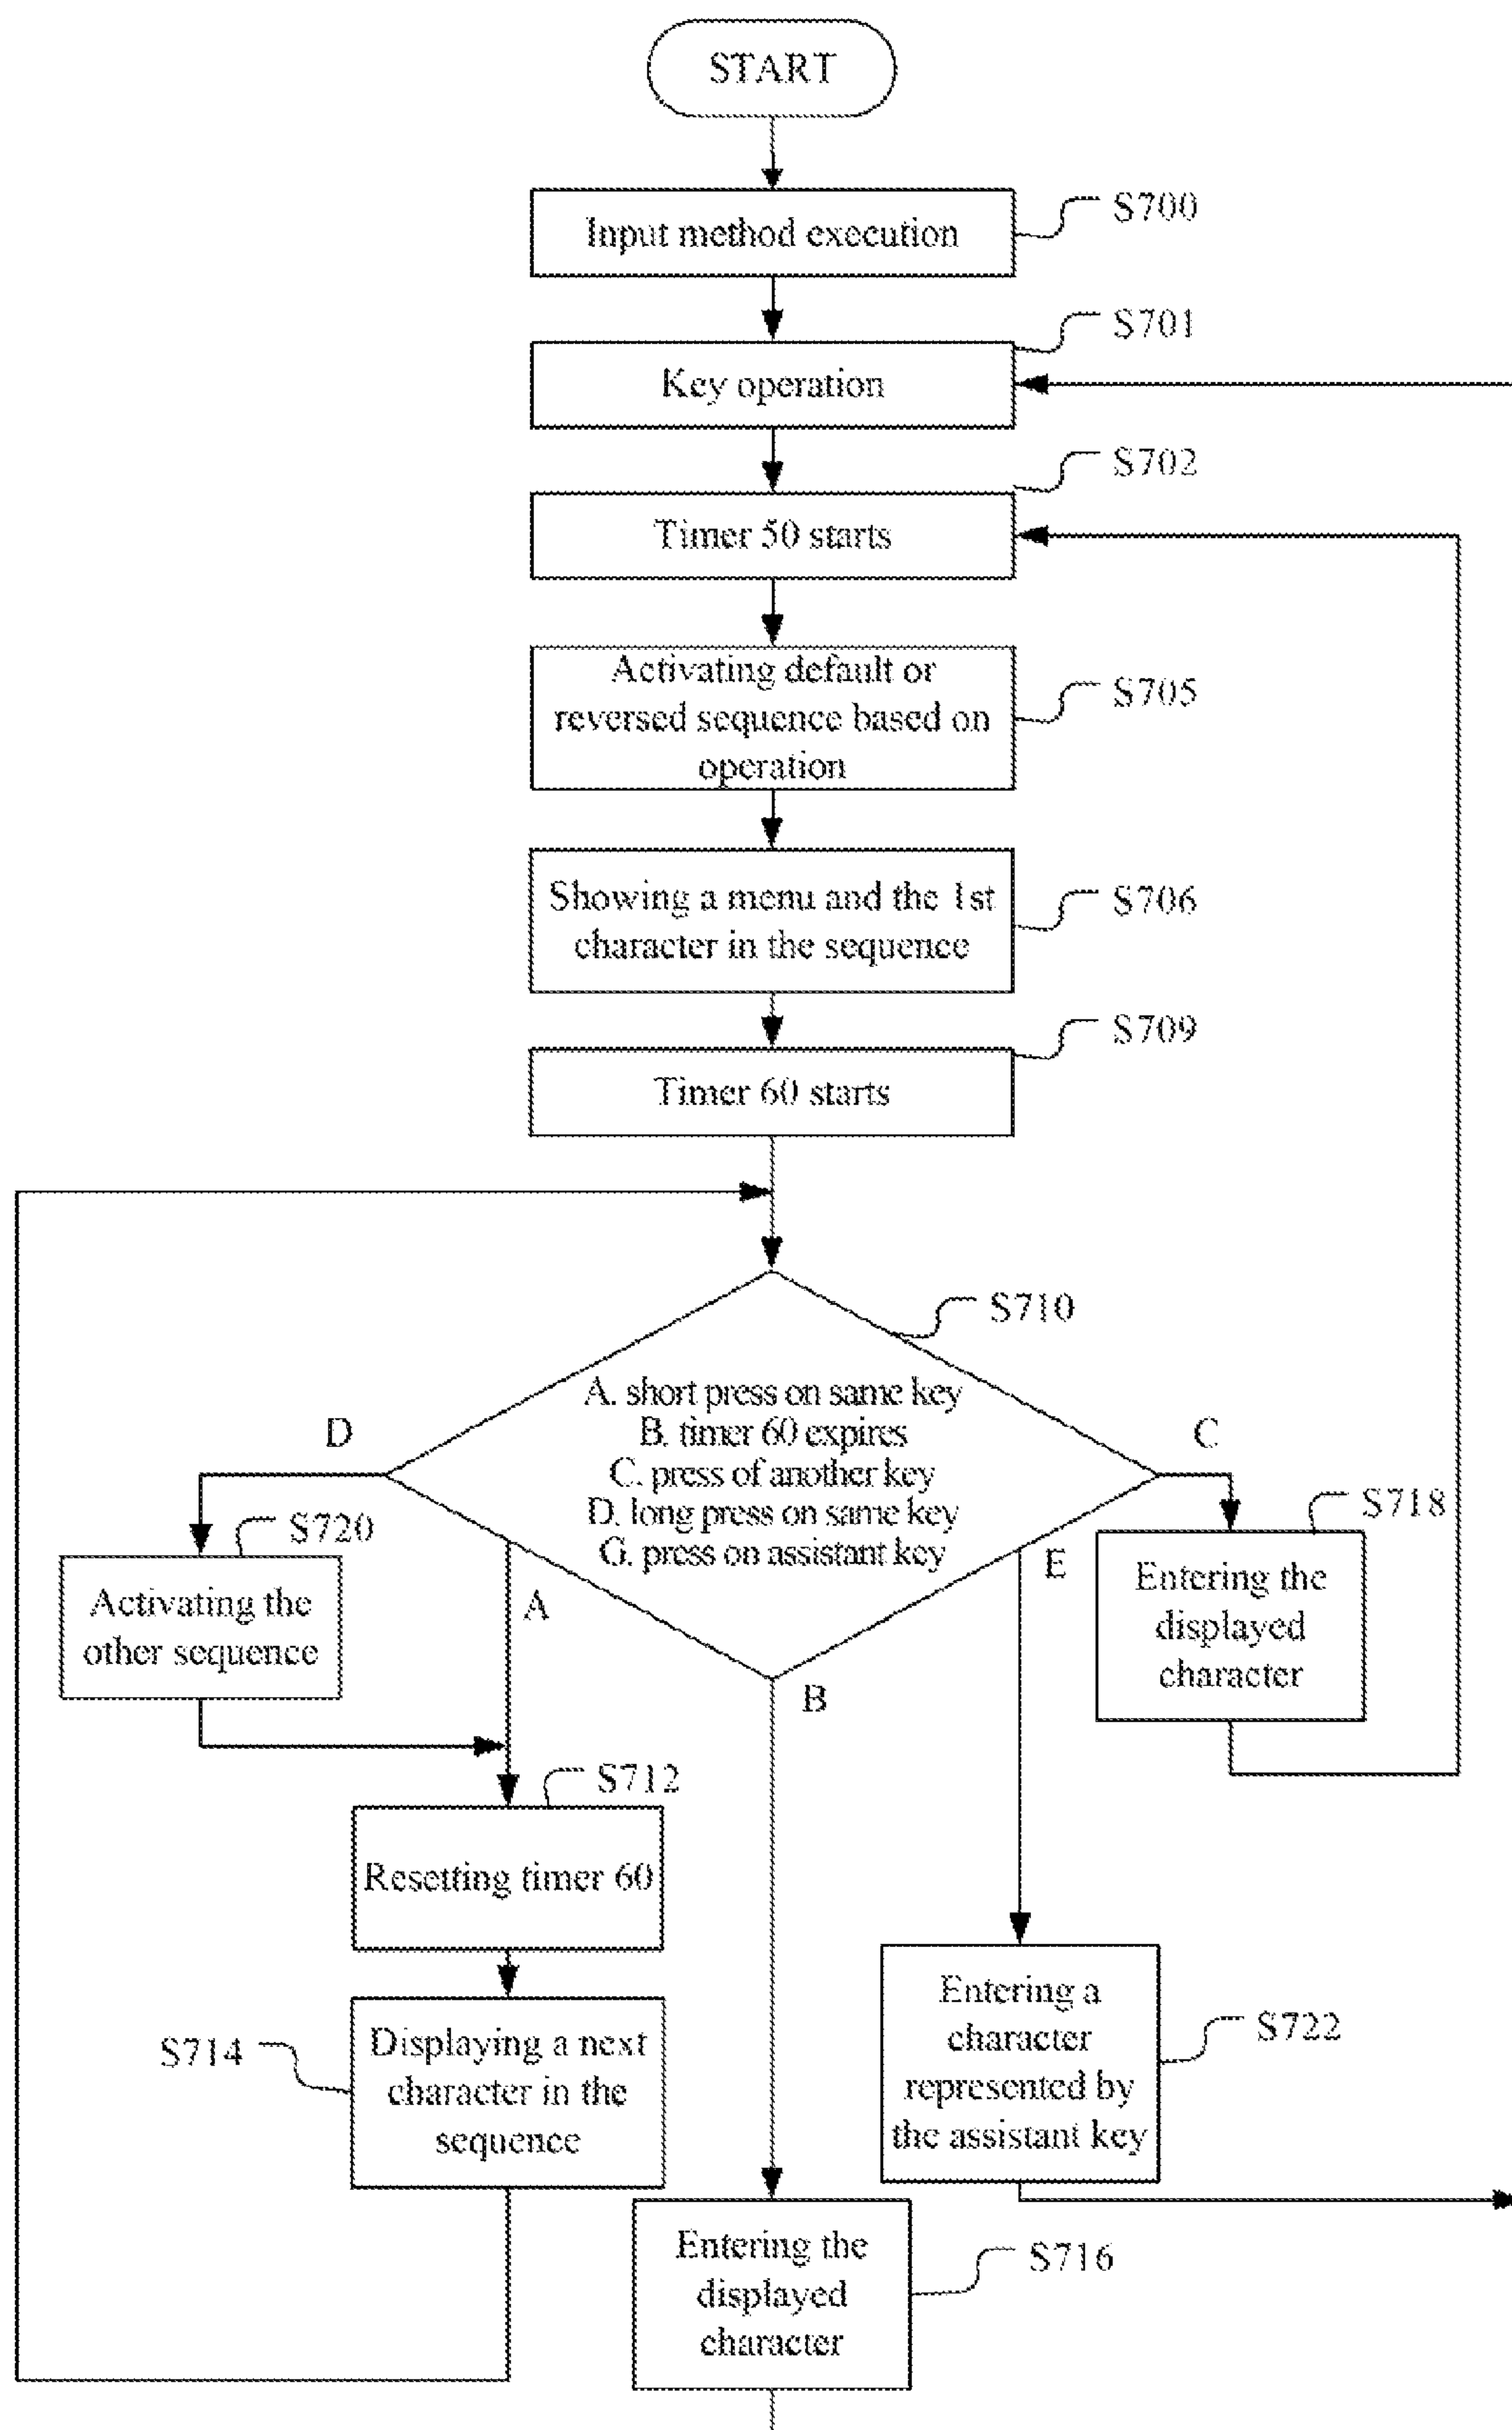 START
S700
Input method execution
S701
Key operation
S702
Timer 50 starts
Activating default or
reversed sequence based on
operation
S705
Showing a menu and the 1st
character in the sequence
S706
S709
Timer 60 starts
S710
A. short press on same key
B. timer 60 expires
C. press of another key
D. long press on same key
G. press on assistant key
D
C
S720
Activating the
other sequence
A
B
E
S718
Entering the
displayed
character
S712
Resetting timer 60
S714
Displaying a next
character in the
sequence
Entering a
character
represented by
the assistant key
S722
Entering the
displayed
character
S716